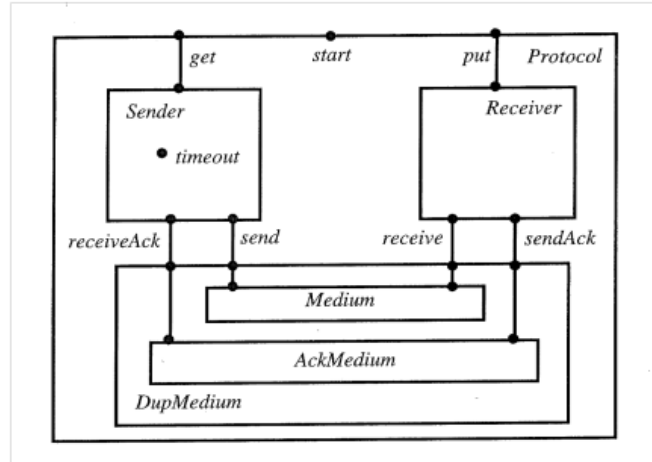 get
start
put
Protocol
Sender
Receiver
timeout
receiveAck
send
receive
sendAck
Medium
AckMedium
DupMedium